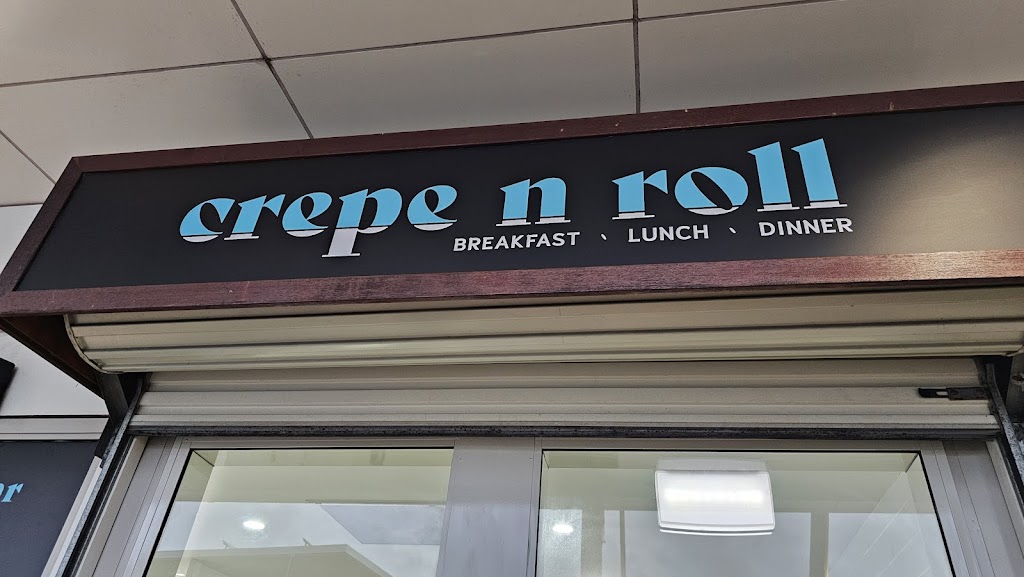 crepe n roll
BREAKFAST 、 LUNCH 、 DINNER